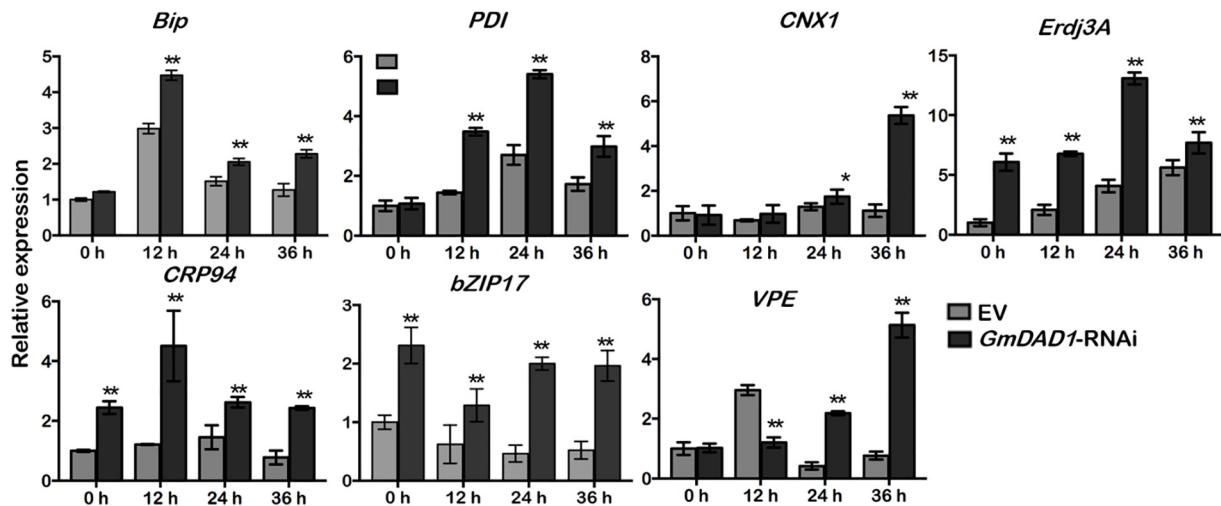 Bip
PDI
CNX1
Erdj3A
Relative expression
5
4
3
2
1
0
**
**
**
0 h
12 h
24 h
36 h
6
4
2
0
**
**
**
0 h
12 h
24 h
36 h
8
6
4
2
0
*
**
0 h
12 h
24 h
36 h
15
10
5
0
**
**
**
**
0 h
12 h
24 h
36 h
CRP94
bZIP17
VPE
6
4
2
0
**
**
**
**
0 h
12 h
24 h
36 h
3
2
1
0
**
**
**
**
0 h
12 h
24 h
36 h
6
4
2
0
**
**
**
0 h
12 h
24 h
36 h
EV
GmDAD1-RNAi